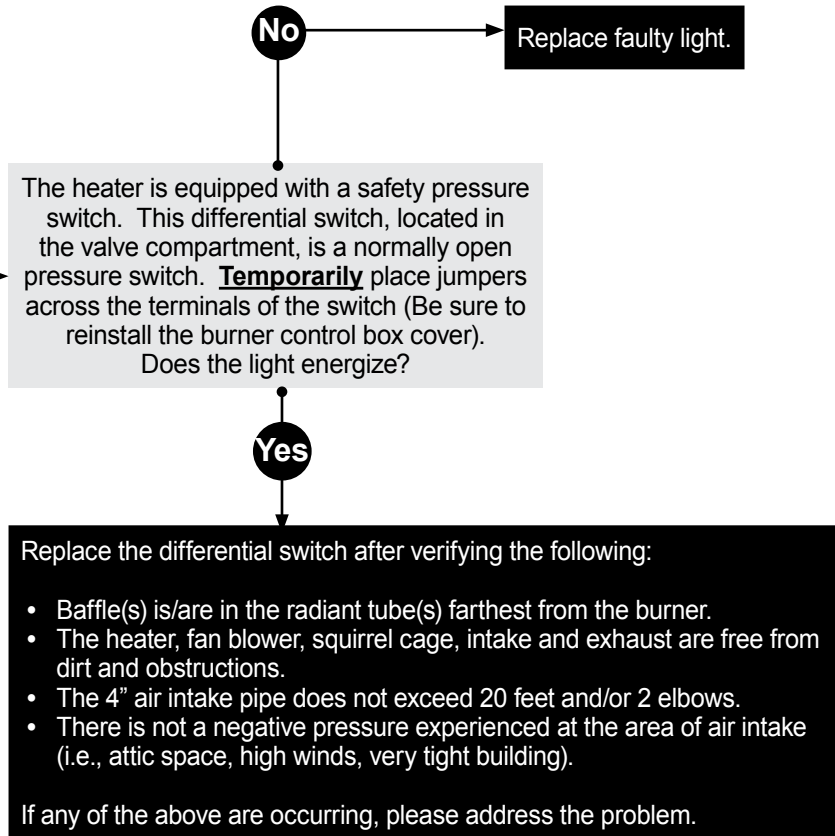 No
Replace faulty light.
The heater is equipped with a safety pressure
switch.  This differential switch, located in
the valve compartment, is a normally open
pressure switch.  Temporarily place jumpers
across the terminals of the switch (Be sure to
reinstall the burner control box cover).
Does the light energize?
Yes
Replace the differential switch after verifying the following:
• Baffle(s) is/are in the radiant tube(s) farthest from the burner.
• The heater, fan blower, squirrel cage, intake and exhaust are free from
dirt and obstructions.
• The 4” air intake pipe does not exceed 20 feet and/or 2 elbows.
• There is not a negative pressure experienced at the area of air intake
(i.e., attic space, high winds, very tight building).
If any of the above are occurring, please address the problem.